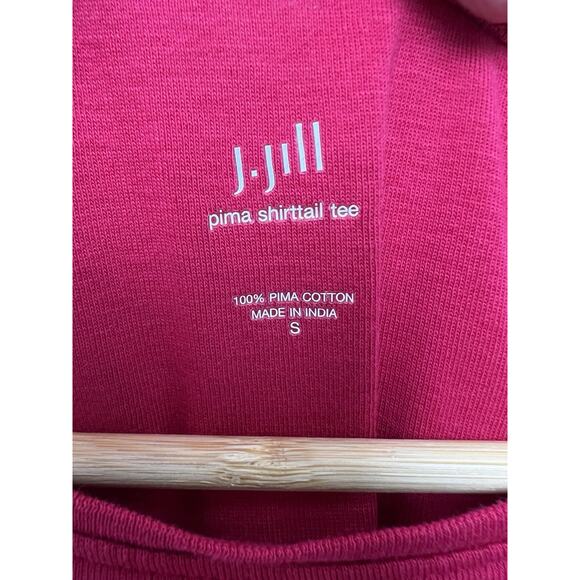 J.Jill
pima shirttail tee
100% PIMA COTTON
MADE IN INDIA
S